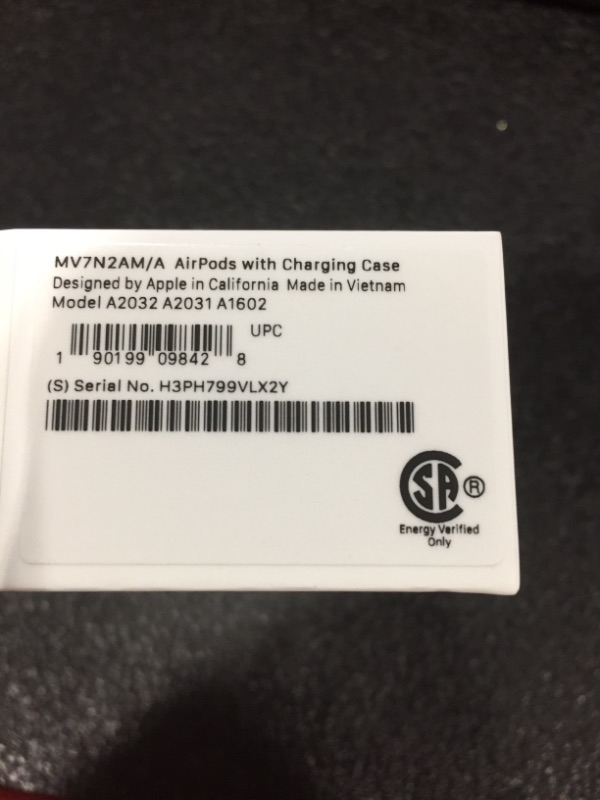 MV7N2AM/A AirPods with Charging Case
Designed by Apple in California Made in Vietnam
Model A2032 A2031 A1602
UPC
1 90199 09842 8
(S) Serial No. H3PH799VLX2Y
SA ®
Energy Verified
Only